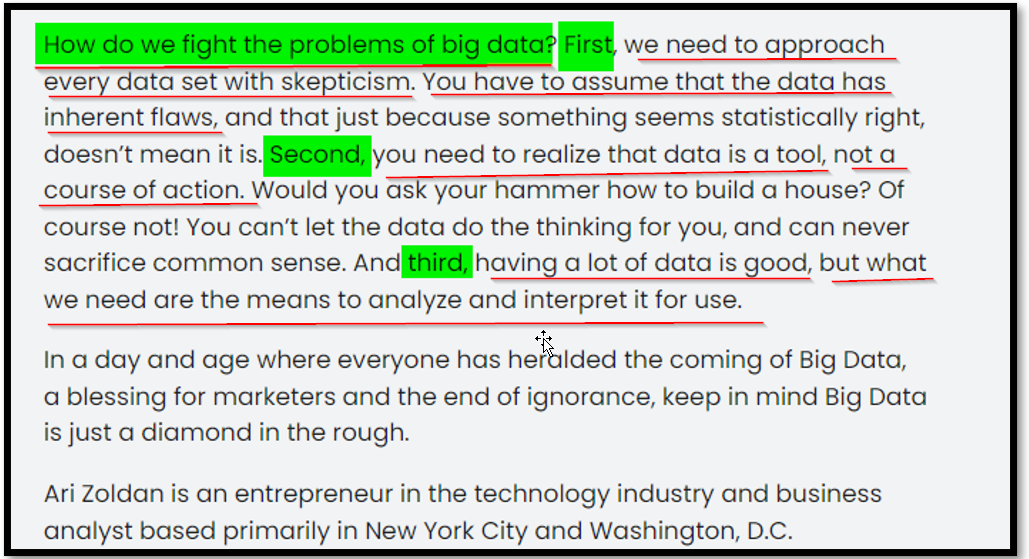 How do we fight the problems of big data? First, we need to approach
every data set with skepticism. You have to assume that the data has
inherent flaws, and that just because something seems statistically right,
doesn’t mean it is. Second, you need to realize that data is a tool, not a
course of action. Would you ask your hammer how to build a house? Of
course not! You can’t let the data do the thinking for you, and can never
sacrifice common sense. And third, having a lot of data is good, but what
we need are the means to analyze and interpret it for use.
In a day and age where everyone has heralded the coming of Big Data,
a blessing for marketers and the end of ignorance, keep in mind Big Data
is just a diamond in the rough.
Ari Zoldan is an entrepreneur in the technology industry and business
analyst based primarily in New York City and Washington, D.C.